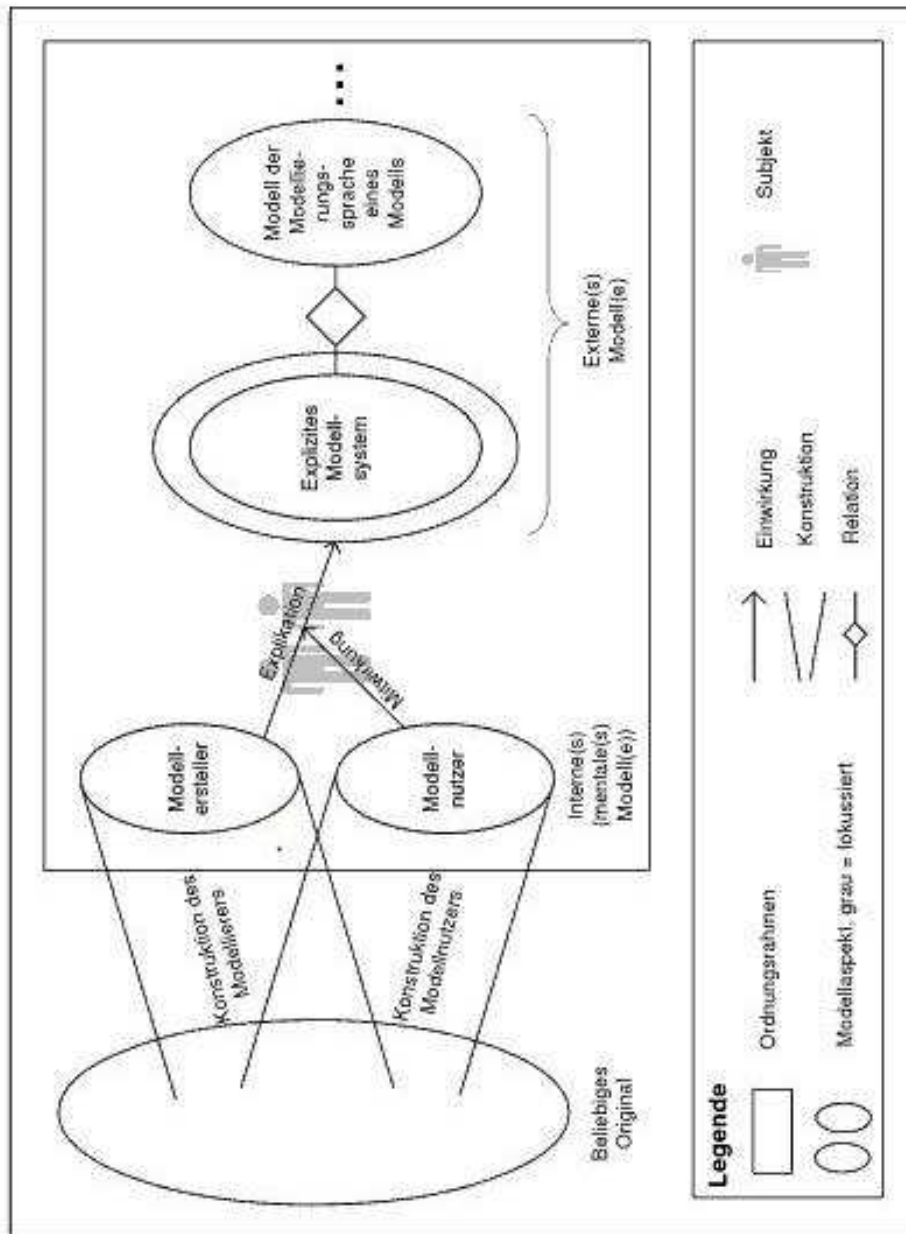 Beliebiges
Original
Konstruktion des
Modellierers
Konstruktion des
Modellnutzers
Modell-
ersteller
Modell-
nutzer
Interne(s)
(mentale(s)
Modell(e))
Explikation
Mitwirkung
Explizites
Modell-
system
Modell der
Modellie-
rungs-
sprache
eines
Modells
...
Externe(s)
Modell(e)
Legende
Ordnungsrahmen
Modellaspekt, grau = fokussiert
Einwirkung
Konstruktion
Relation
Subjekt